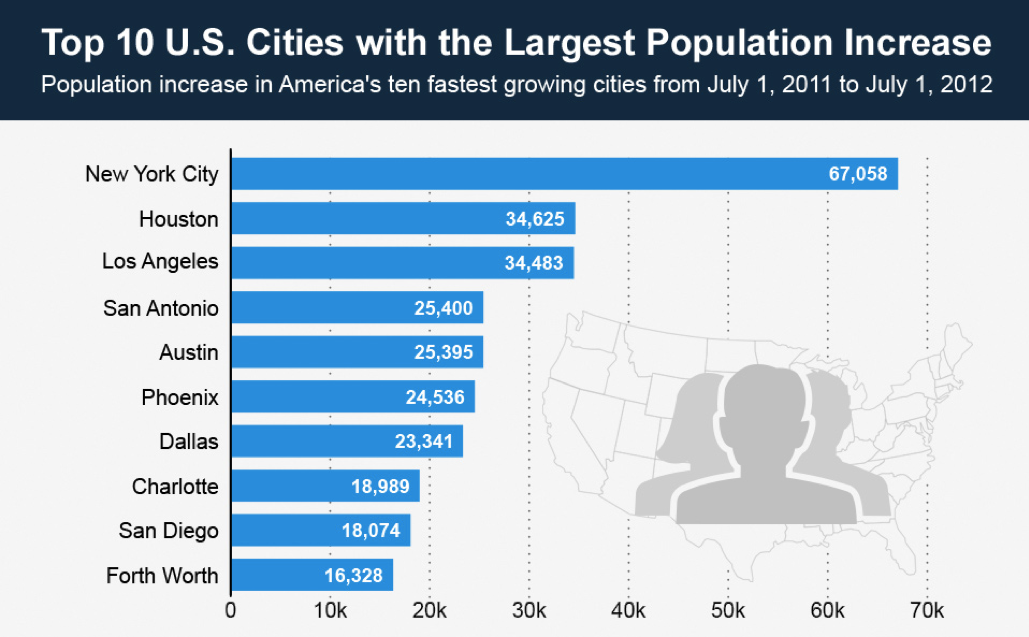 Top 10 U.S. Cities with the Largest Population Increase
Population increase in America's ten fastest growing cities from July 1, 2011 to July 1, 2012
New York City 67,058
Houston 34,625
Los Angeles 34,483
San Antonio 25,400
Austin 25,395
Phoenix 24,536
Dallas 23,341
Charlotte 18,989
San Diego 18,074
Forth Worth 16,328
0 10k 20k 30k 40k 50k 60k 70k